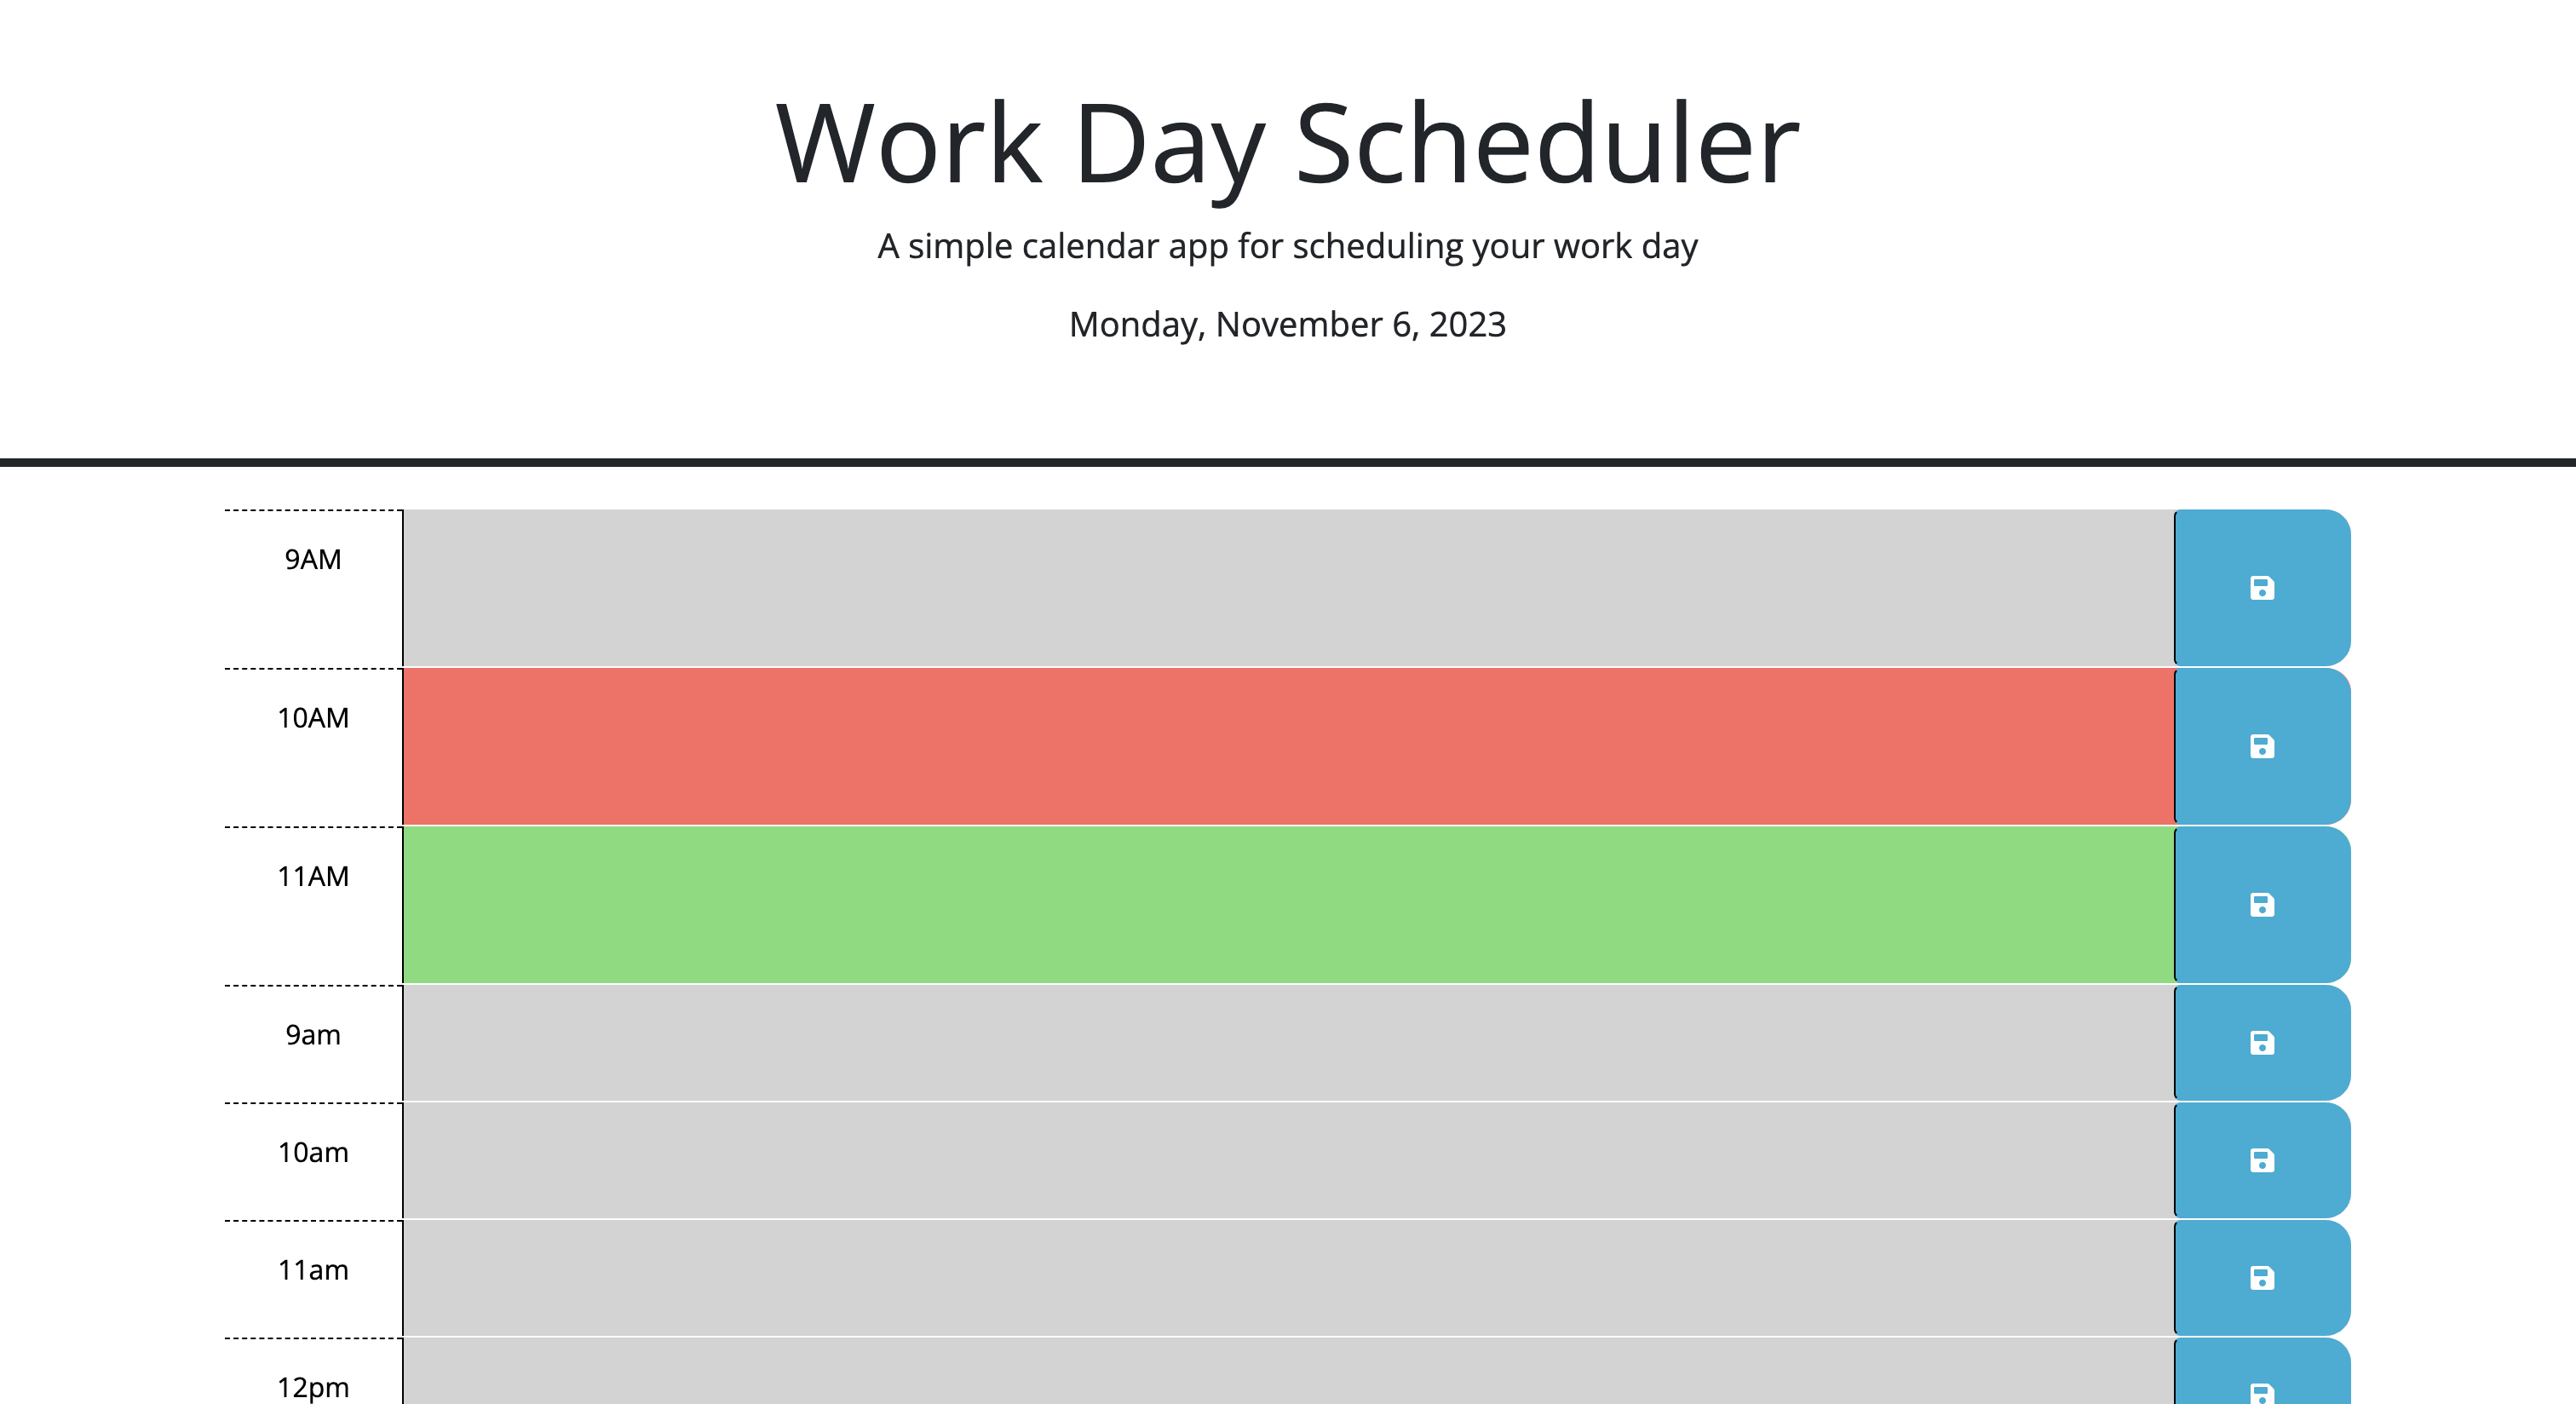 Work Day Scheduler
A simple calendar app for scheduling your work day
Monday, November 6, 2023
9AM
10AM
11AM
9am
10am
11am
12pm